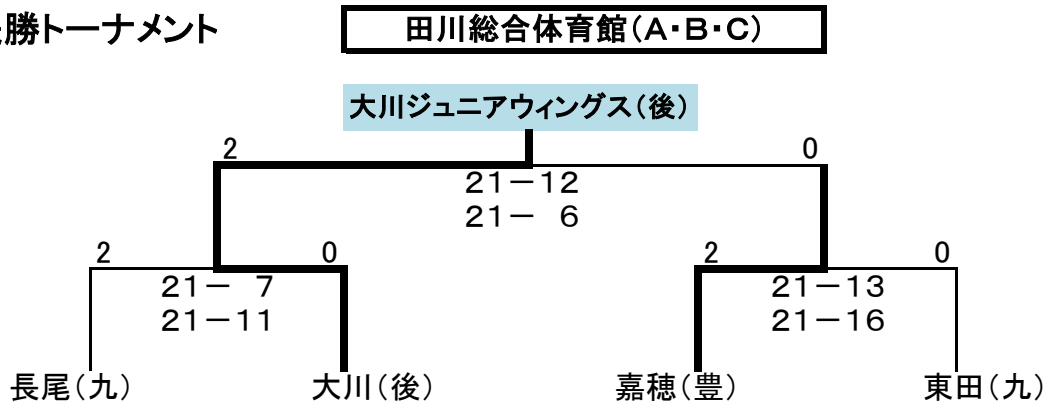 勝トーナメント
田川総合体育館(A・B・C)
大川ジュニアウィングス(後)
2 0
21-12
21- 6
2 0 2 0
21- 7 21-13
21-11 21-16
長尾(九) 大川(後) 嘉穂(豊) 東田(九)